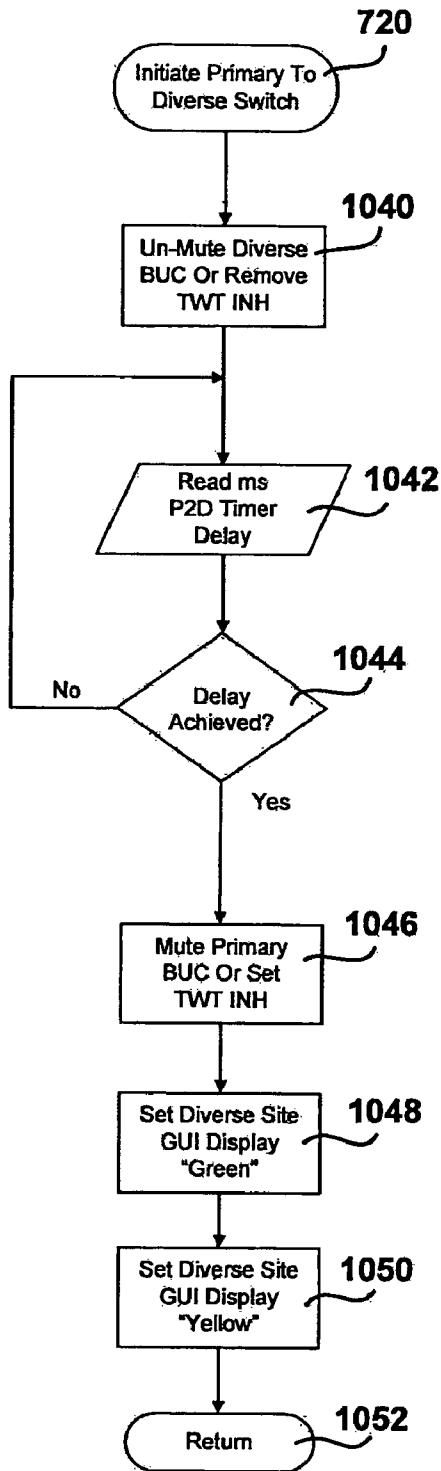 720
Initiate Primary To
Diverse Switch
1040
Un-Mute Diverse
BUC Or Remove
TWT INH
Read ms
P2D Timer
Delay
1042
1044
No
Delay
Achieved?
Yes
1046
Mute Primary
BUC Or Set
TWT INH
1048
Set Diverse Site
GUI Display
"Green"
1050
Set Diverse Site
GUI Display
"Yellow"
1052
Return